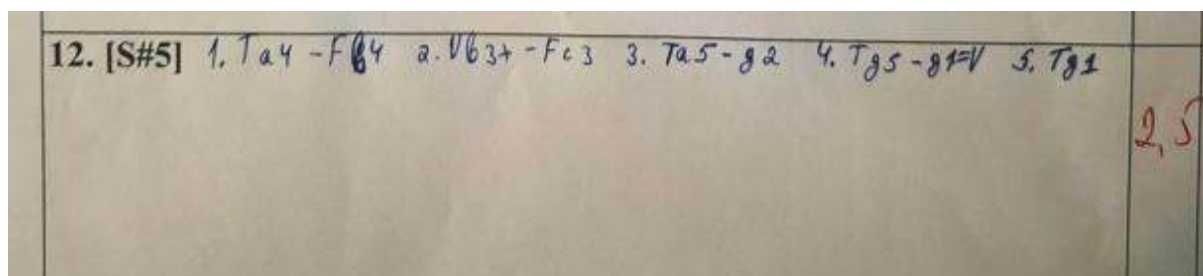 12. [S#5] 1. Ta4 - Fb4 2. Vb3+ - Fc3 3. Ta5 - g2 4. Tg5 - g1=V 5. Tg1
2,5